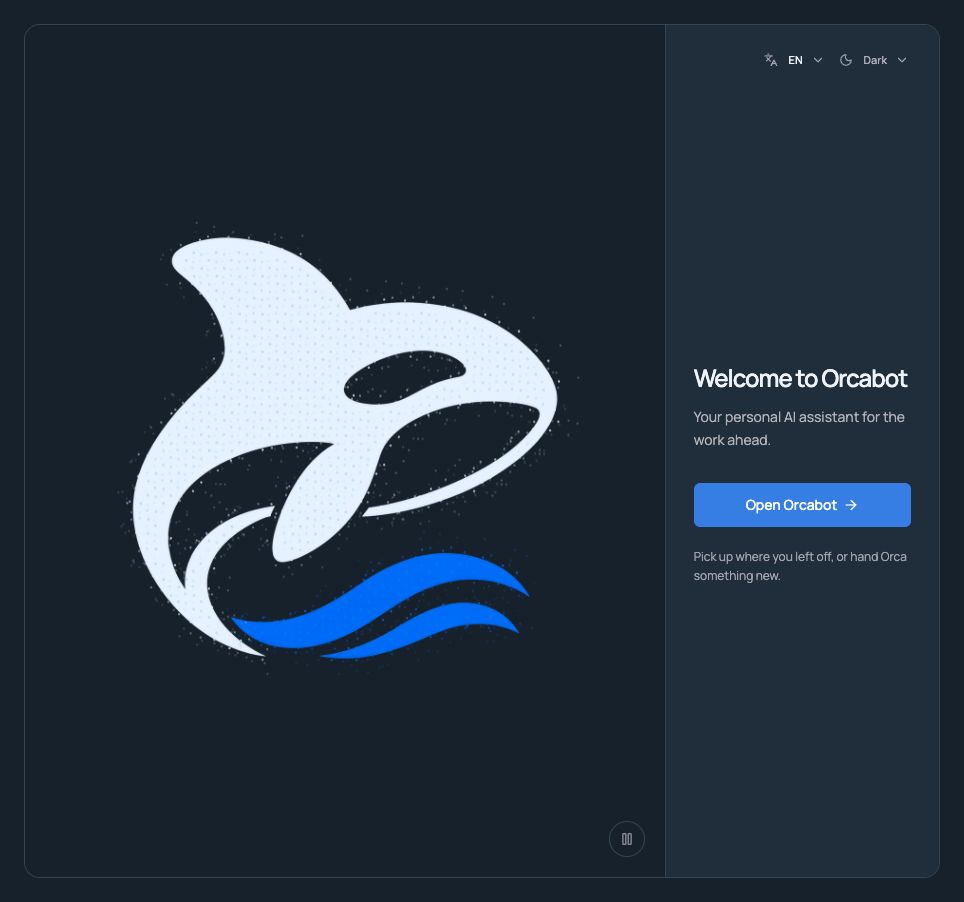 EN
Dark
Welcome to Orcabot
Your personal AI assistant for the
work ahead.
Open Orcabot
Pick up where you left off, or hand Orca
something new.